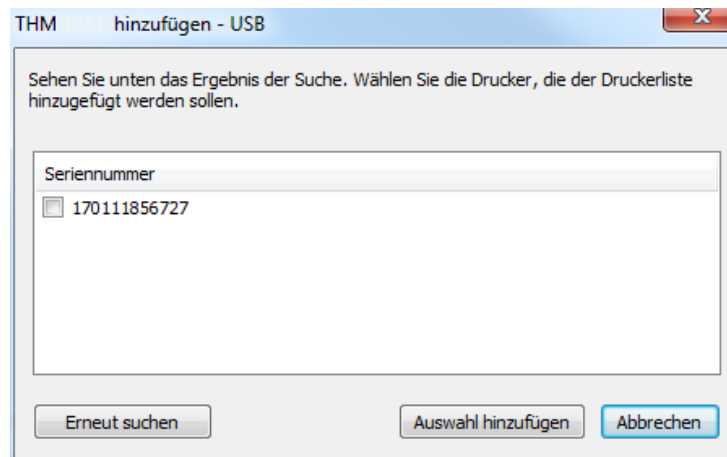 THM hinzufügen - USB
Sehen Sie unten das Ergebnis der Suche. Wählen Sie die Drucker, die der Druckerliste
hinzugefügt werden sollen.
Seriennummer
170111856727
Erneut suchen Auswahl hinzufügen Abbrechen